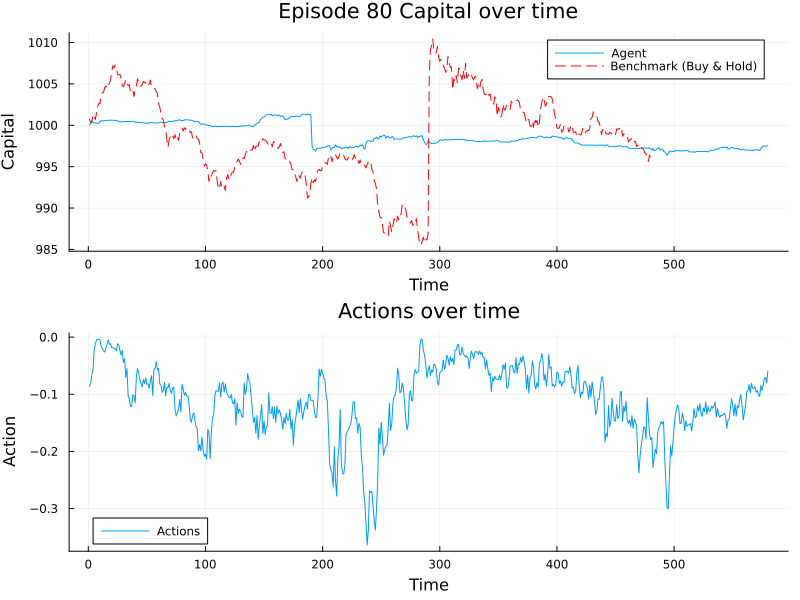 Episode 80 Capital over time
1010
1005
1000
995
990
985
Capital
Agent
Benchmark (Buy & Hold)
0 100 200 300 400 500
Time
Actions over time
0.0
−0.1
−0.2
−0.3
Action
Actions
0 100 200 300 400 500
Time